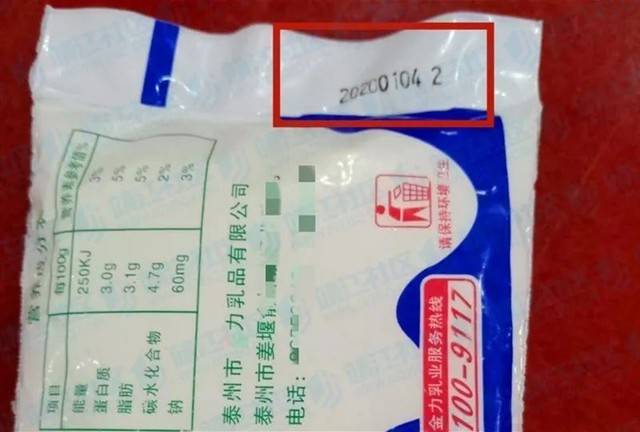 20200104 2
营养成分表
项目 每100g 营养素参考值%
能量 250KJ 3%
蛋白质 3.0g 5%
脂肪 3.1g 5%
碳水化合物 4.7g 2%
钠 60mg 3%
泰州市 力乳品有限公司
泰州市姜堰
电话:
请保持环境卫生
金力乳业服务热线
100-9117